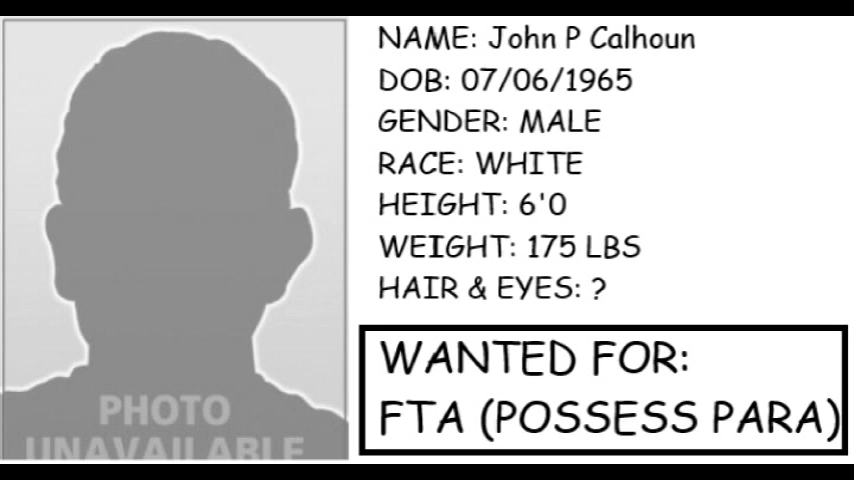 NAME: John P Calhoun
DOB: 07/06/1965
GENDER: MALE
RACE: WHITE
HEIGHT: 6'0
WEIGHT: 175 LBS
HAIR & EYES: ?
WANTED FOR:
FTA (POSSESS PARA)
PHOTO
UNAVAILABLE